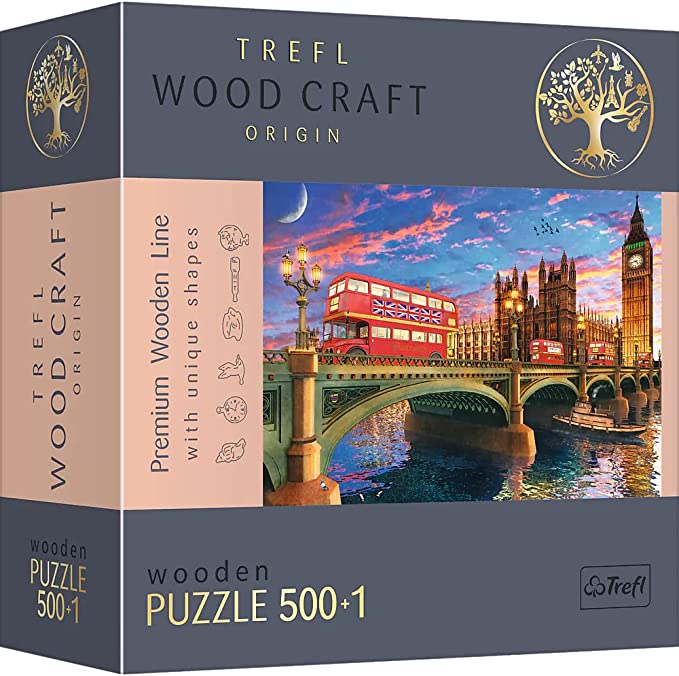 TREFL
WOOD CRAFT
ORIGIN
Premium Wooden Line
with unique shapes
wooden
PUZZLE 500+1
Trefl
TREFL
WOOD CRAFT
ORIGIN
wooden
PUZZLE
500+1